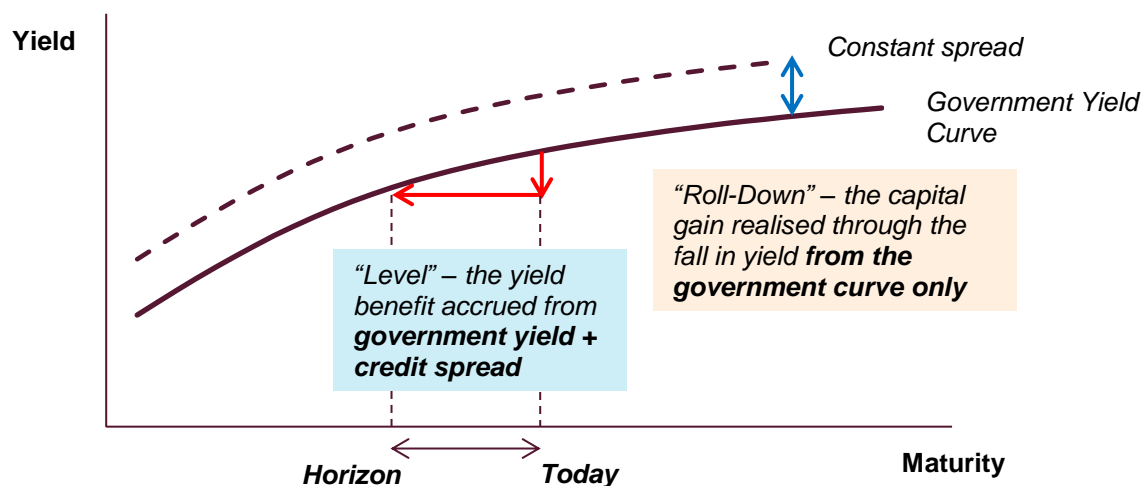 Yield
Constant spread
Government Yield
Curve
“Roll-Down” – the capital
gain realised through the
fall in yield from the
government curve only
“Level” – the yield
benefit accrued from
government yield +
credit spread
Horizon
Today
Maturity